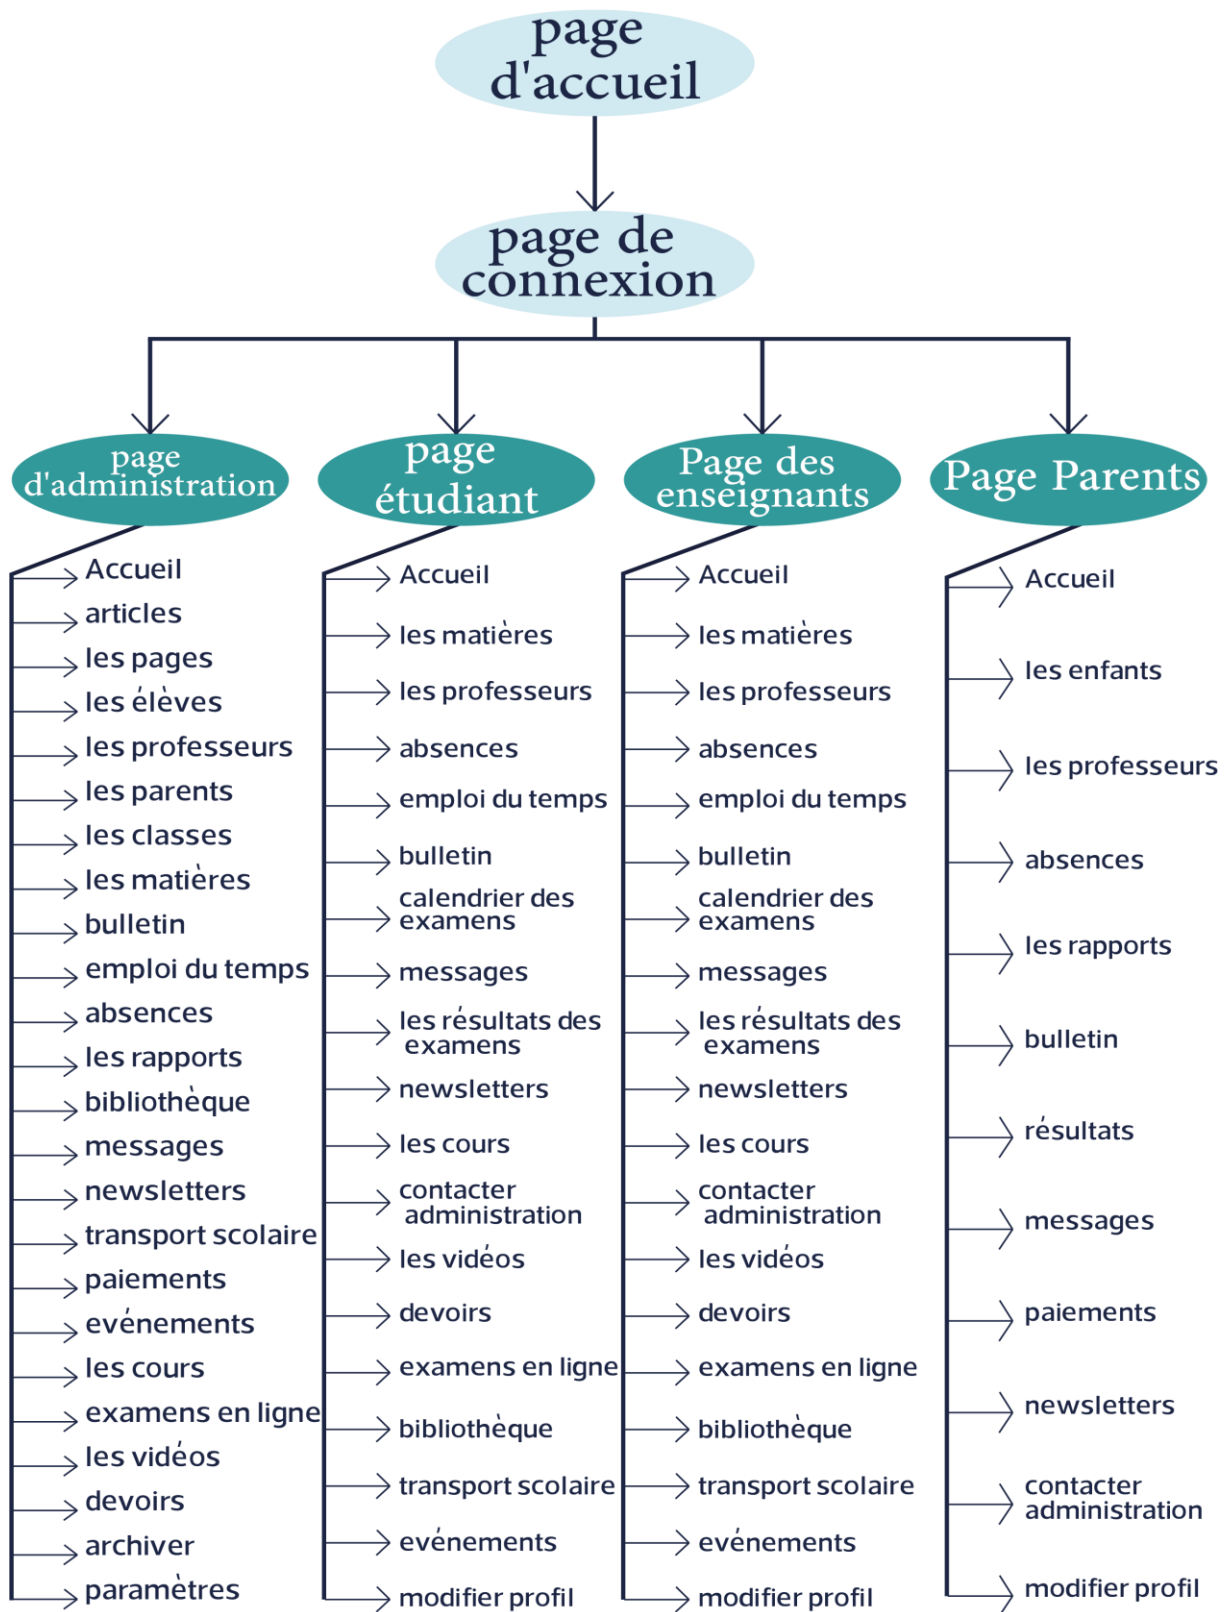 page
d'accueil
page de
connexion
page
d'administration
Accueil
articles
les pages
les élèves
les professeurs
les parents
les classes
les matières
bulletin
emploi du temps
absences
les rapports
bibliothèque
messages
newsletters
transport scolaire
paiements
evénements
les cours
examens en ligne
les vidéos
devoirs
archiver
paramètres
page
étudiant
Accueil
les matières
les professeurs
absences
emploi du temps
bulletin
calendrier des
examens
messages
les résultats des
examens
newsletters
les cours
contacter
administration
les vidéos
devoirs
examens en ligne
bibliothèque
transport scolaire
evénements
modifier profil
Page des
enseignants
Accueil
les matières
les professeurs
absences
emploi du temps
bulletin
calendrier des
examens
messages
les résultats des
examens
newsletters
les cours
contacter
administration
les vidéos
devoirs
examens en ligne
bibliothèque
transport scolaire
evénements
modifier profil
Page Parents
Accueil
les enfants
les professeurs
absences
les rapports
bulletin
résultats
messages
paiements
newsletters
contacter
administration
modifier profil